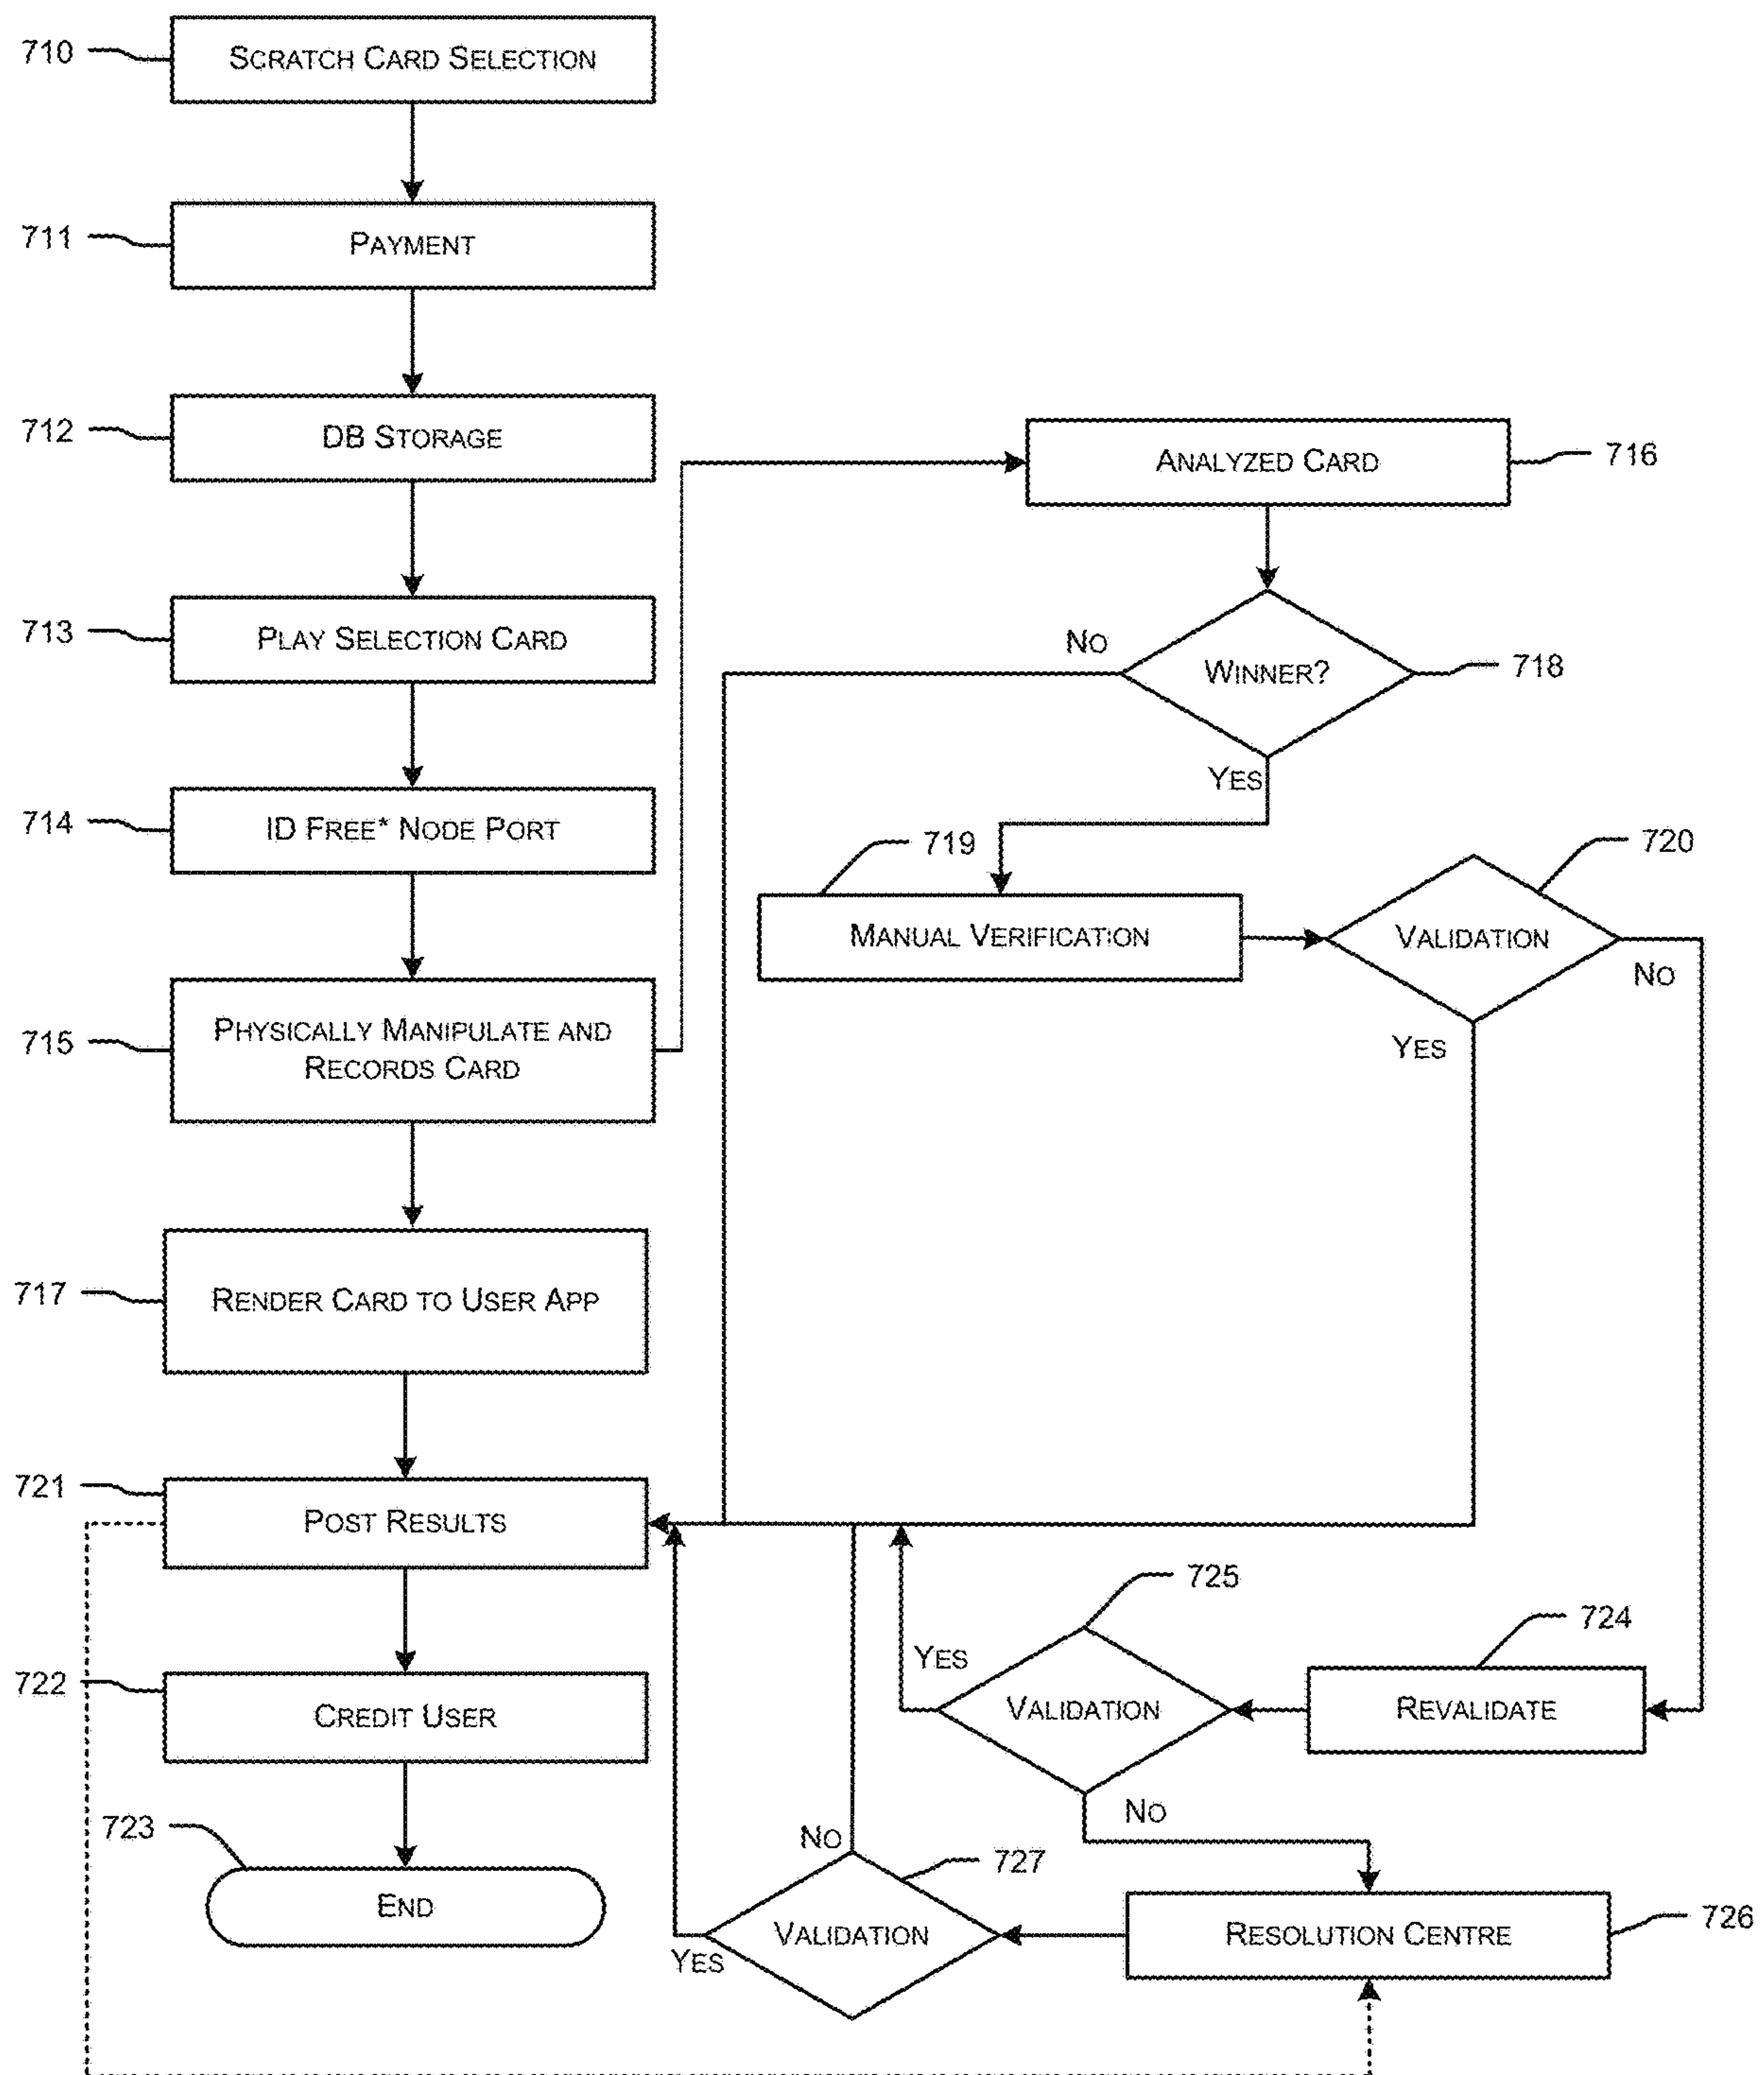 710
SCRATCH CARD SELECTION
711
PAYMENT
712
DB STORAGE
ANALYZED CARD
716
713
PLAY SELECTION CARD
NO
WINNER?
718
YES
714
ID FREE* NODE PORT
719
720
MANUAL VERIFICATION
VALIDATION
NO
YES
715
PHYSICALLY MANIPULATE AND
RECORDS CARD
717
RENDER CARD TO USER APP
721
POST RESULTS
725
724
YES
VALIDATION
REVALIDATE
NO
722
CREDIT USER
723
END
NO
727
VALIDATION
YES
RESOLUTION CENTRE
726